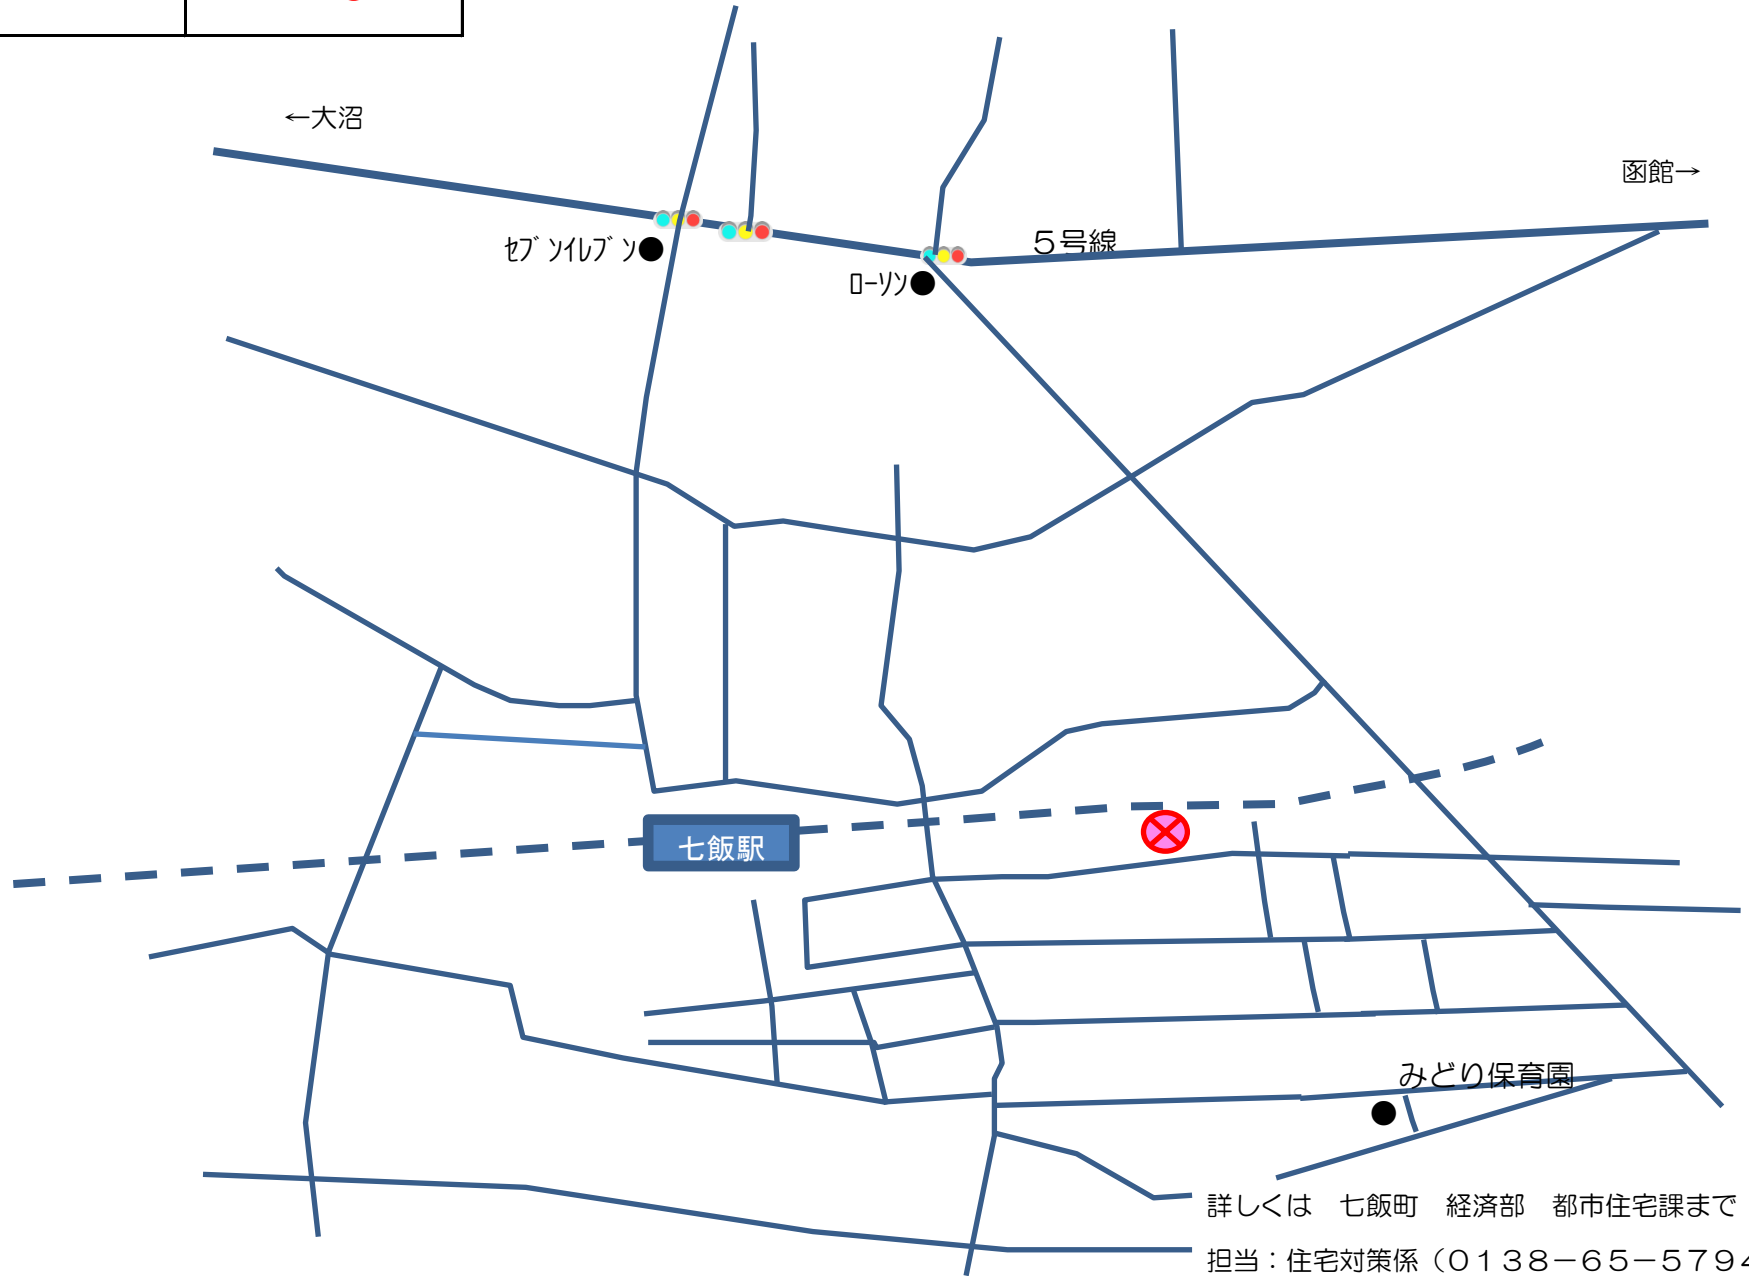 ←大沼
函館→
５号線
ｾﾌﾞﾝｲﾚﾌﾞﾝ●
ﾛｰｿﾝ●
七飯駅
みどり保育園
●
詳しくは　七飯町　経済部　都市住宅課まで
担当：住宅対策係（０１３８－６５－５７９４